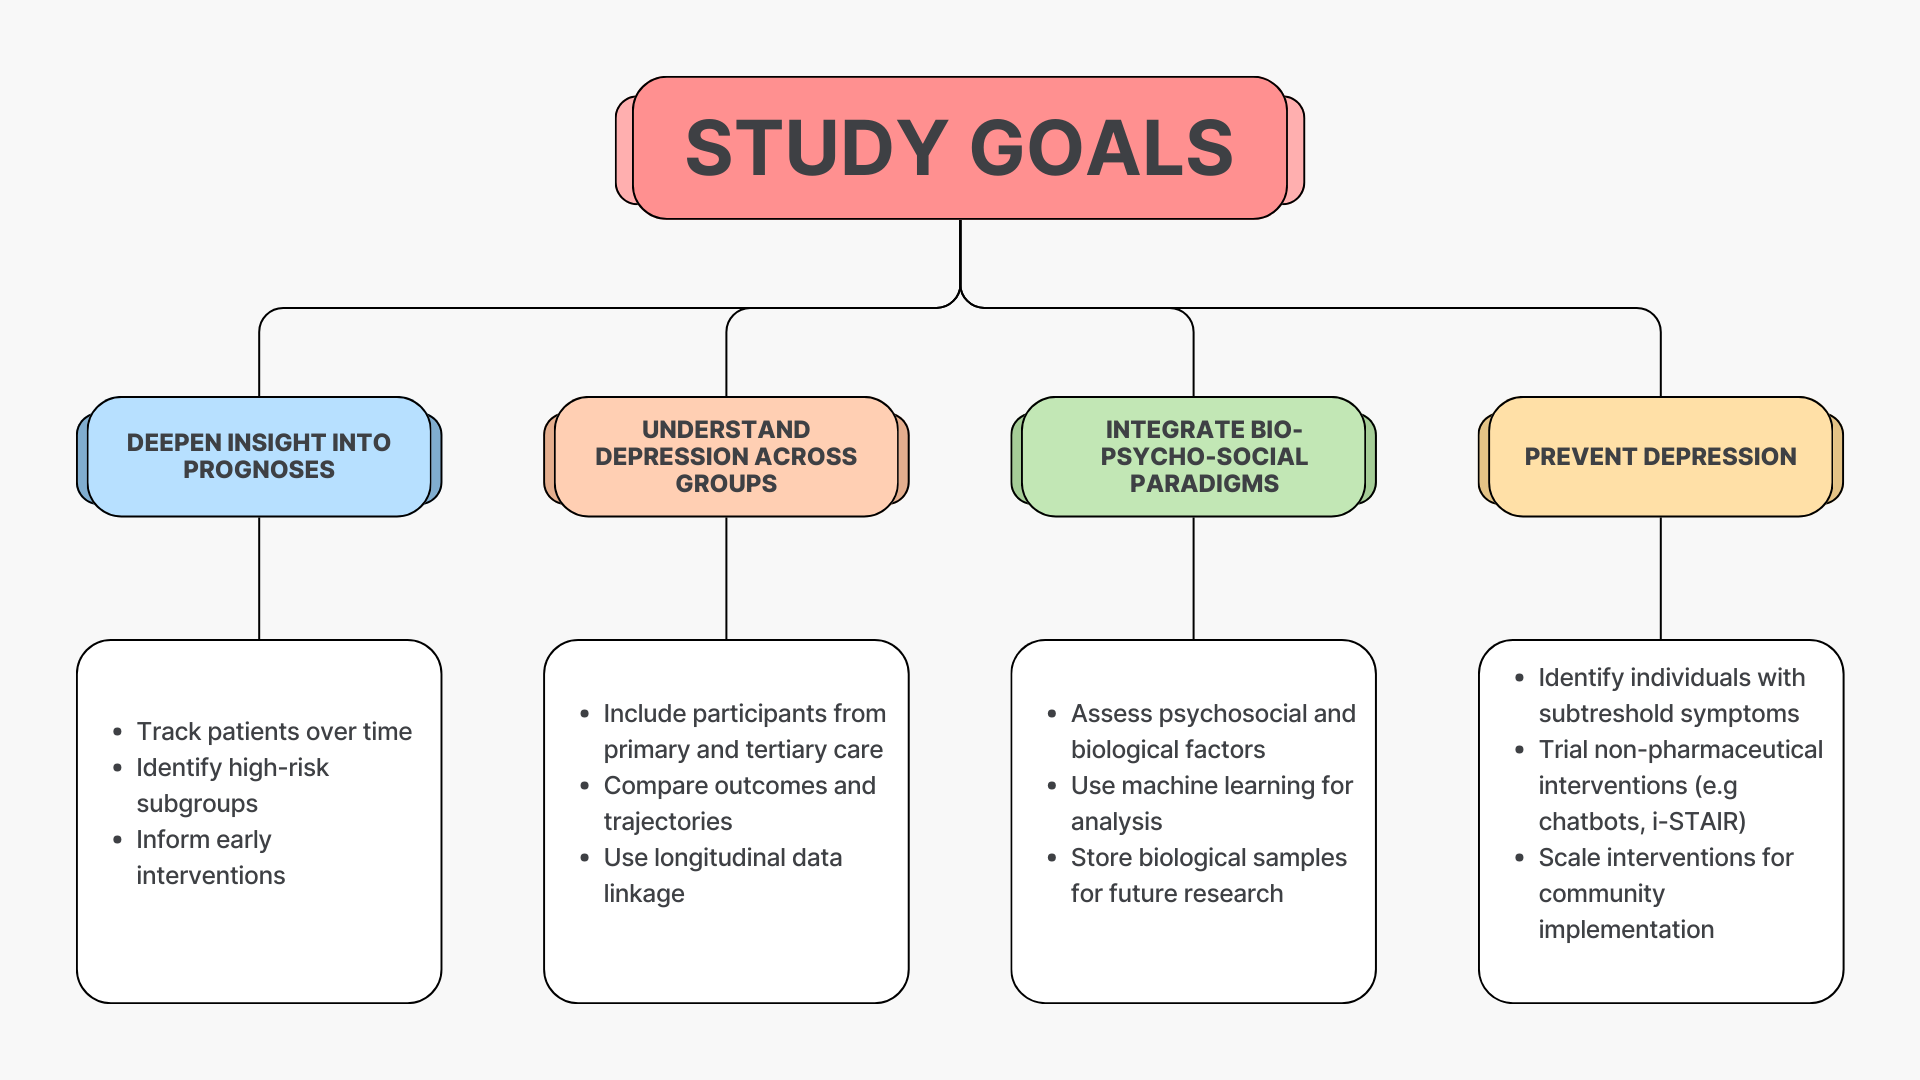 STUDY GOALS
DEEPEN INSIGHT INTO
PROGNOSES
• Track patients over time
• Identify high-risk
subgroups
• Inform early
interventions
UNDERSTAND
DEPRESSION ACROSS
GROUPS
• Include participants from
primary and tertiary care
• Compare outcomes and
trajectories
• Use longitudinal data
linkage
INTEGRATE BIO-
PSYCHO-SOCIAL
PARADIGMS
• Assess psychosocial and
biological factors
• Use machine learning for
analysis
• Store biological samples
for future research
PREVENT DEPRESSION
• Identify individuals with
subtreshold symptoms
• Trial non-pharmaceutical
interventions (e.g
chatbots, i-STAIR)
• Scale interventions for
community
implementation